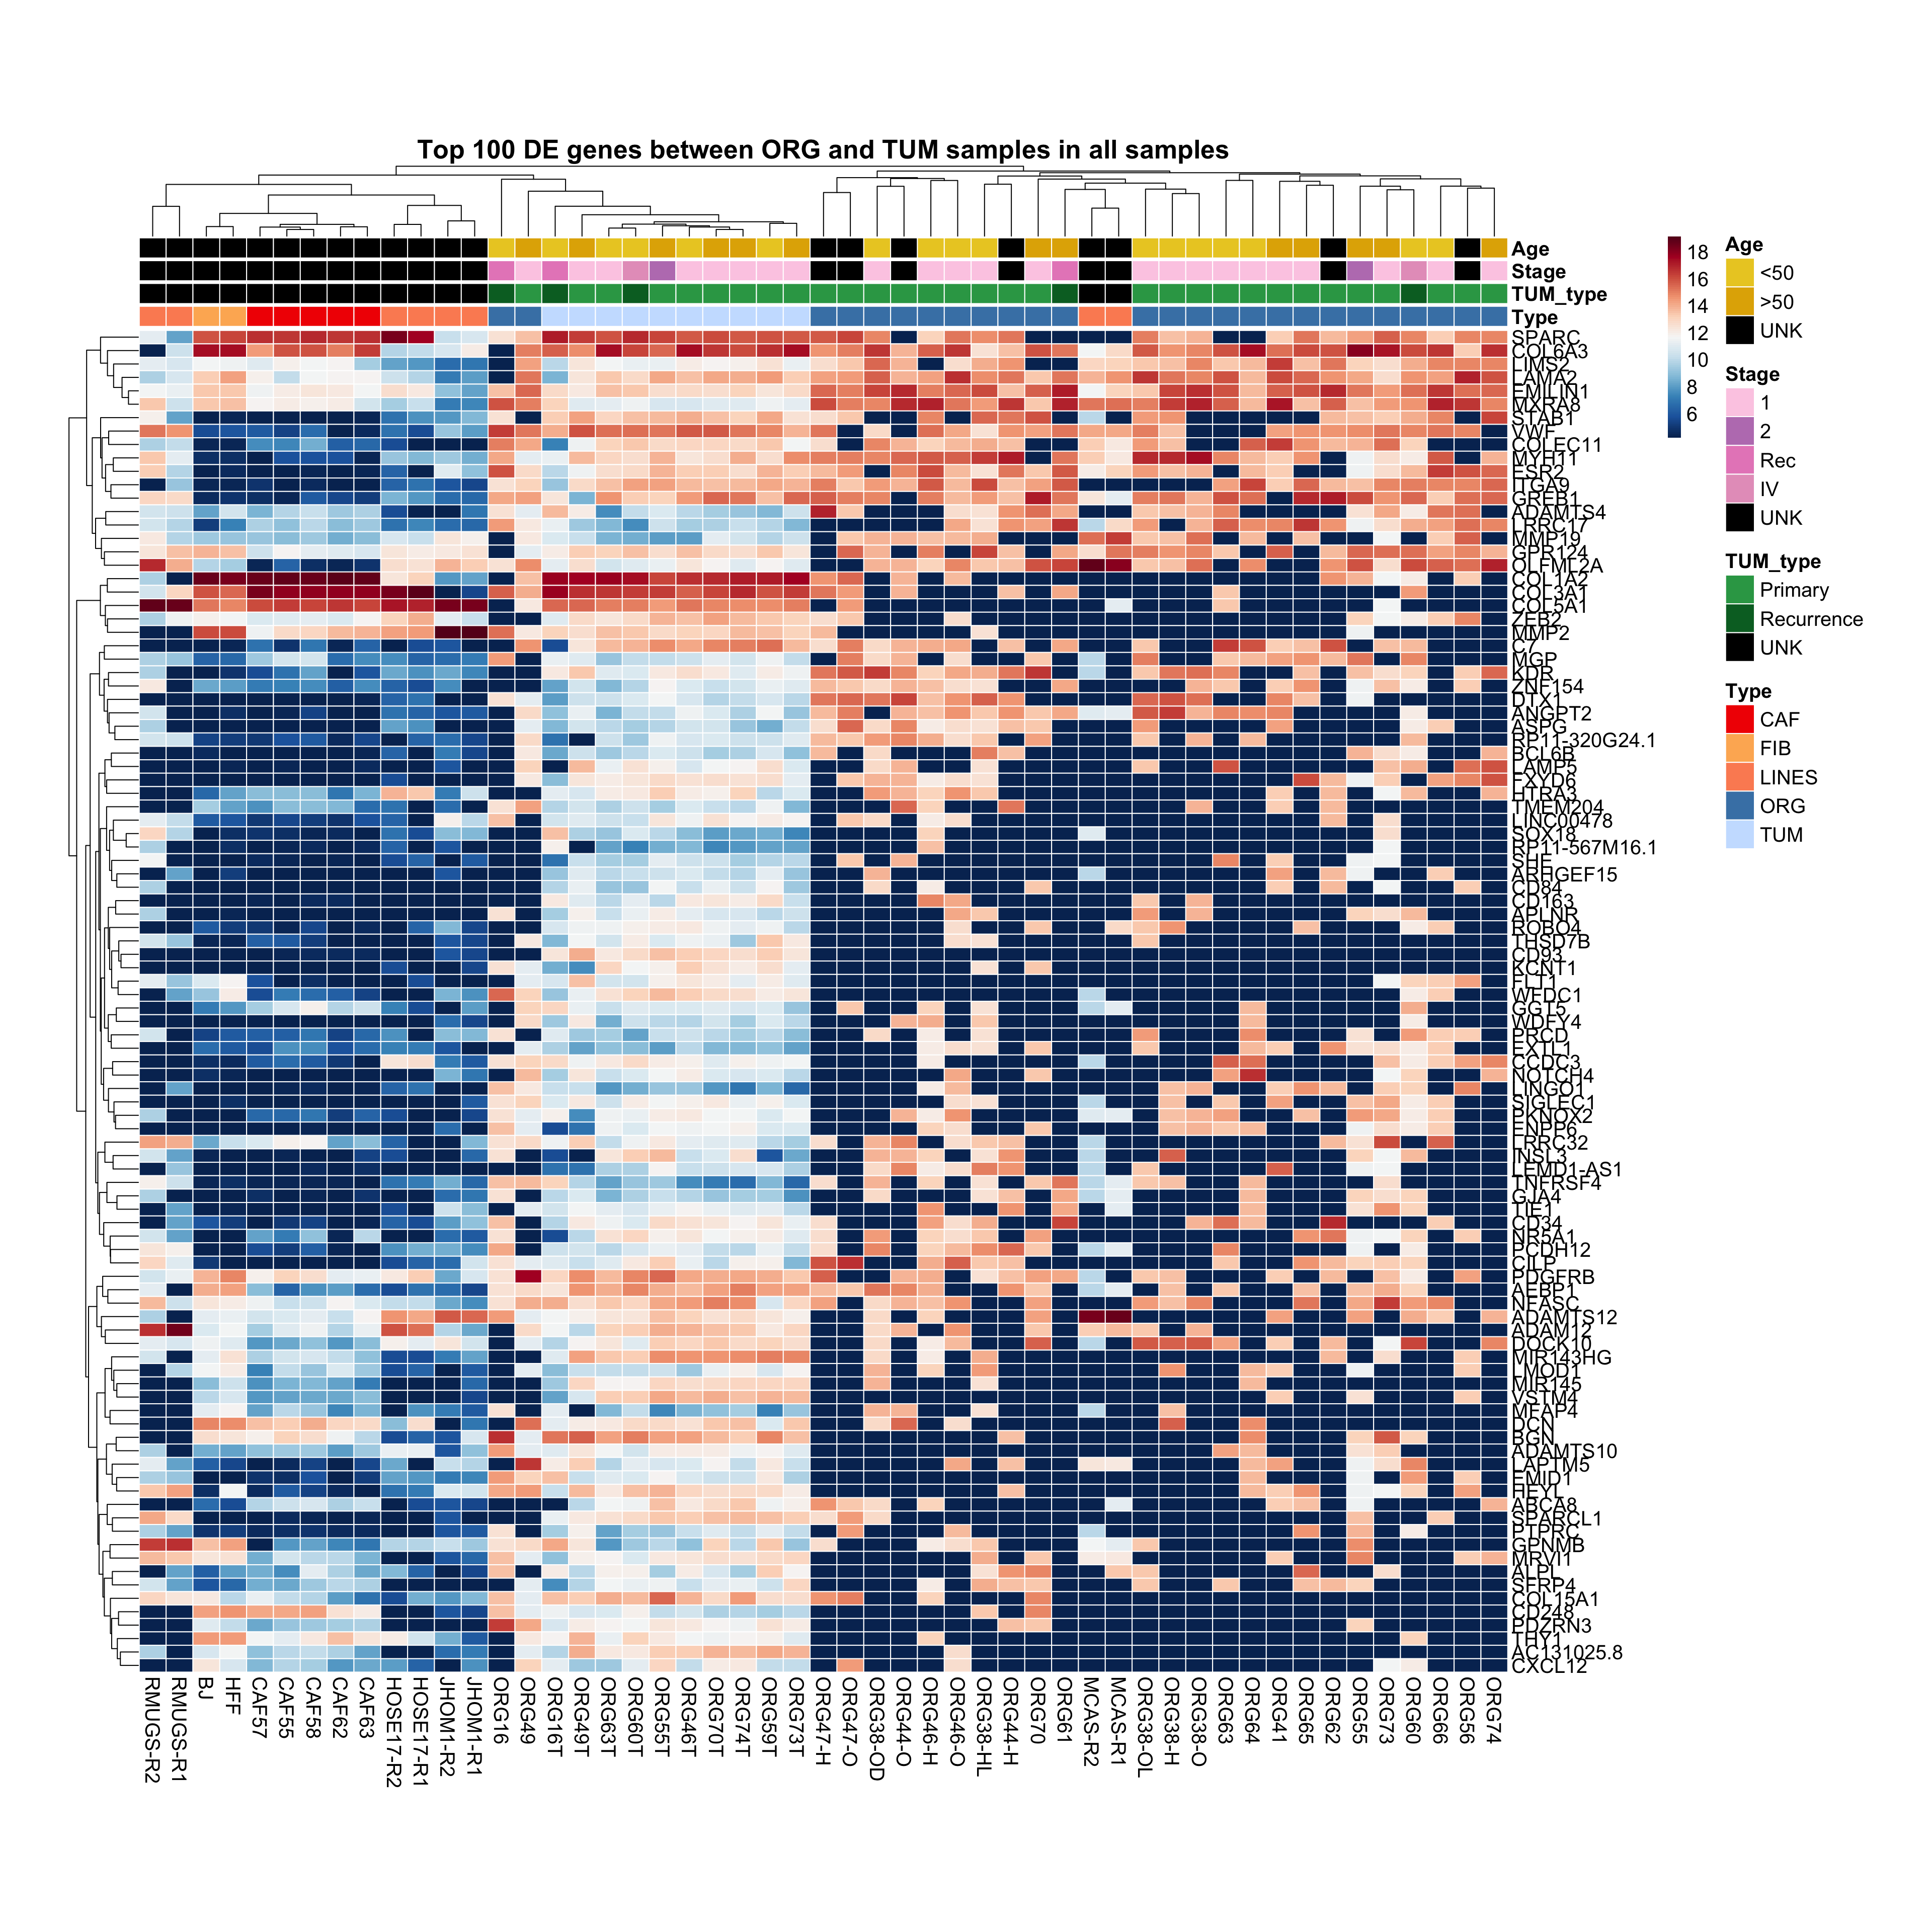 Top 100 DE genes between ORG and TUM samples in all samples
Age
Stage
TUM_type
Type
SPARC
COL6A3
LIMS2
LAMA2
EMILIN1
MXRA8
STAB1
VWF
COLEC11
MYH11
ESR2
ITGA9
GREB1
ADAMTS4
LRRC17
MMP19
GPR124
OLFML2A
COL1A2
COL3A1
COL5A1
ZEB2
MMP2
C7
MGP
KDR
ZNF154
DTX1
ANGPT2
ASPG
RP11-320G24.1
BCL6B
LAMP5
FXYD6
HTRA3
TMEM204
LINC00478
SOX18
RP11-567M16.1
SHE
ARHGEF15
CD84
CD163
APLNR
ROBO4
THSD7B
CD93
KCNT1
FLT1
WFDC1
GGT5
WDFY4
PRCD
EXTL1
CCDC3
NOTCH4
LINGO1
SIGLEC1
PKNOX2
ENPP6
LRRC32
INSL3
LEMD1-AS1
TNFRSF4
GJA4
TIE1
CD34
NR5A1
PCDH12
CILP
PDGFRB
AEBP1
NFASC
ADAMTS12
ADAM12
DOCK10
MIR143HG
LMOD1
MIR145
VSTM4
MFAP4
DCN
BGN
ADAMTS10
LAPTM5
EMID1
HEYL
ABCA8
SPARCL1
PTPRC
GPNMB
MRVI1
ALPL
SFRP4
COL15A1
CD248
PDZRN3
THY1
AC131025.8
CXCL12
RMUGS-R2
RMUGS-R1
BJ
HFF
CAF57
CAF55
CAF58
CAF62
CAF63
HOSE17-R2
HOSE17-R1
JHOM1-R2
JHOM1-R1
ORG16
ORG49
ORG16T
ORG49T
ORG63T
ORG60T
ORG55T
ORG46T
ORG70T
ORG74T
ORG59T
ORG73T
ORG47-H
ORG47-O
ORG38-OD
ORG44-O
ORG46-H
ORG46-O
ORG38-HL
ORG44-H
ORG70
ORG61
MCAS-R2
MCAS-R1
ORG38-OL
ORG38-H
ORG38-O
ORG63
ORG64
ORG41
ORG65
ORG62
ORG55
ORG73
ORG60
ORG66
ORG56
ORG74
18
16
14
12
10
8
6
Age
<50
>50
UNK
Stage
1
2
Rec
IV
UNK
TUM_type
Primary
Recurrence
UNK
Type
CAF
FIB
LINES
ORG
TUM